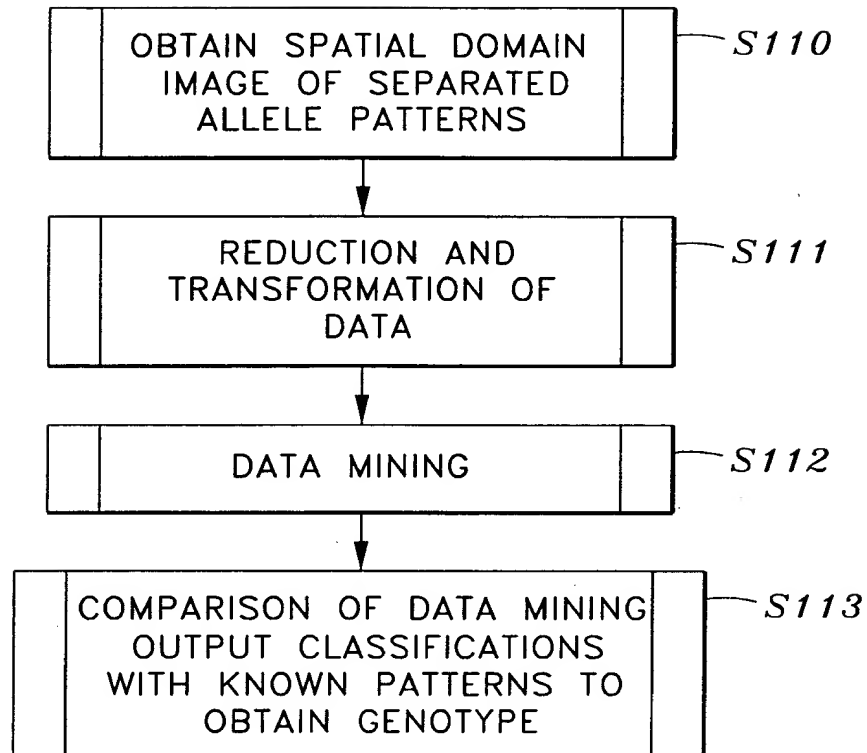 OBTAIN SPATIAL DOMAIN
IMAGE OF SEPARATED
ALLELE PATTERNS
S110
REDUCTION AND
TRANSFORMATION OF
DATA
S111
DATA MINING
S112
COMPARISON OF DATA MINING
OUTPUT CLASSIFICATIONS
WITH KNOWN PATTERNS TO
OBTAIN GENOTYPE
S113